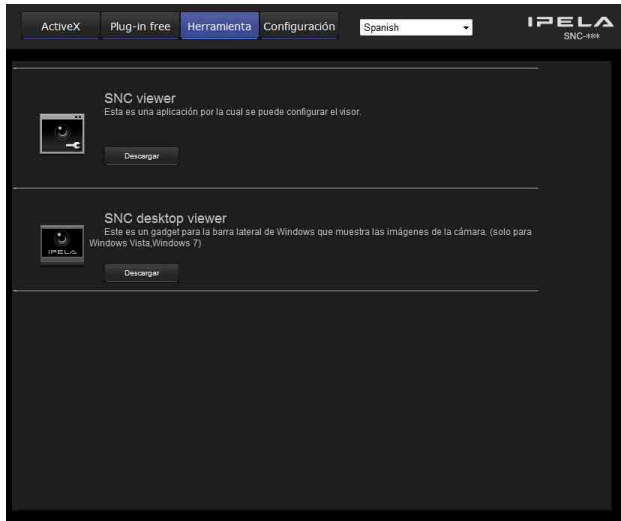 ActiveX Plug-in free Herramienta Configuración Spanish IPELA
SNC-***
SNC viewer
Esta es una aplicación por la cual se puede configurar el visor.
Descargar
SNC desktop viewer
Este es un gadget para la barra lateral de Windows que muestra las imágenes de la cámara. (solo para
Windows Vista,Windows 7)
IPELA
Descargar